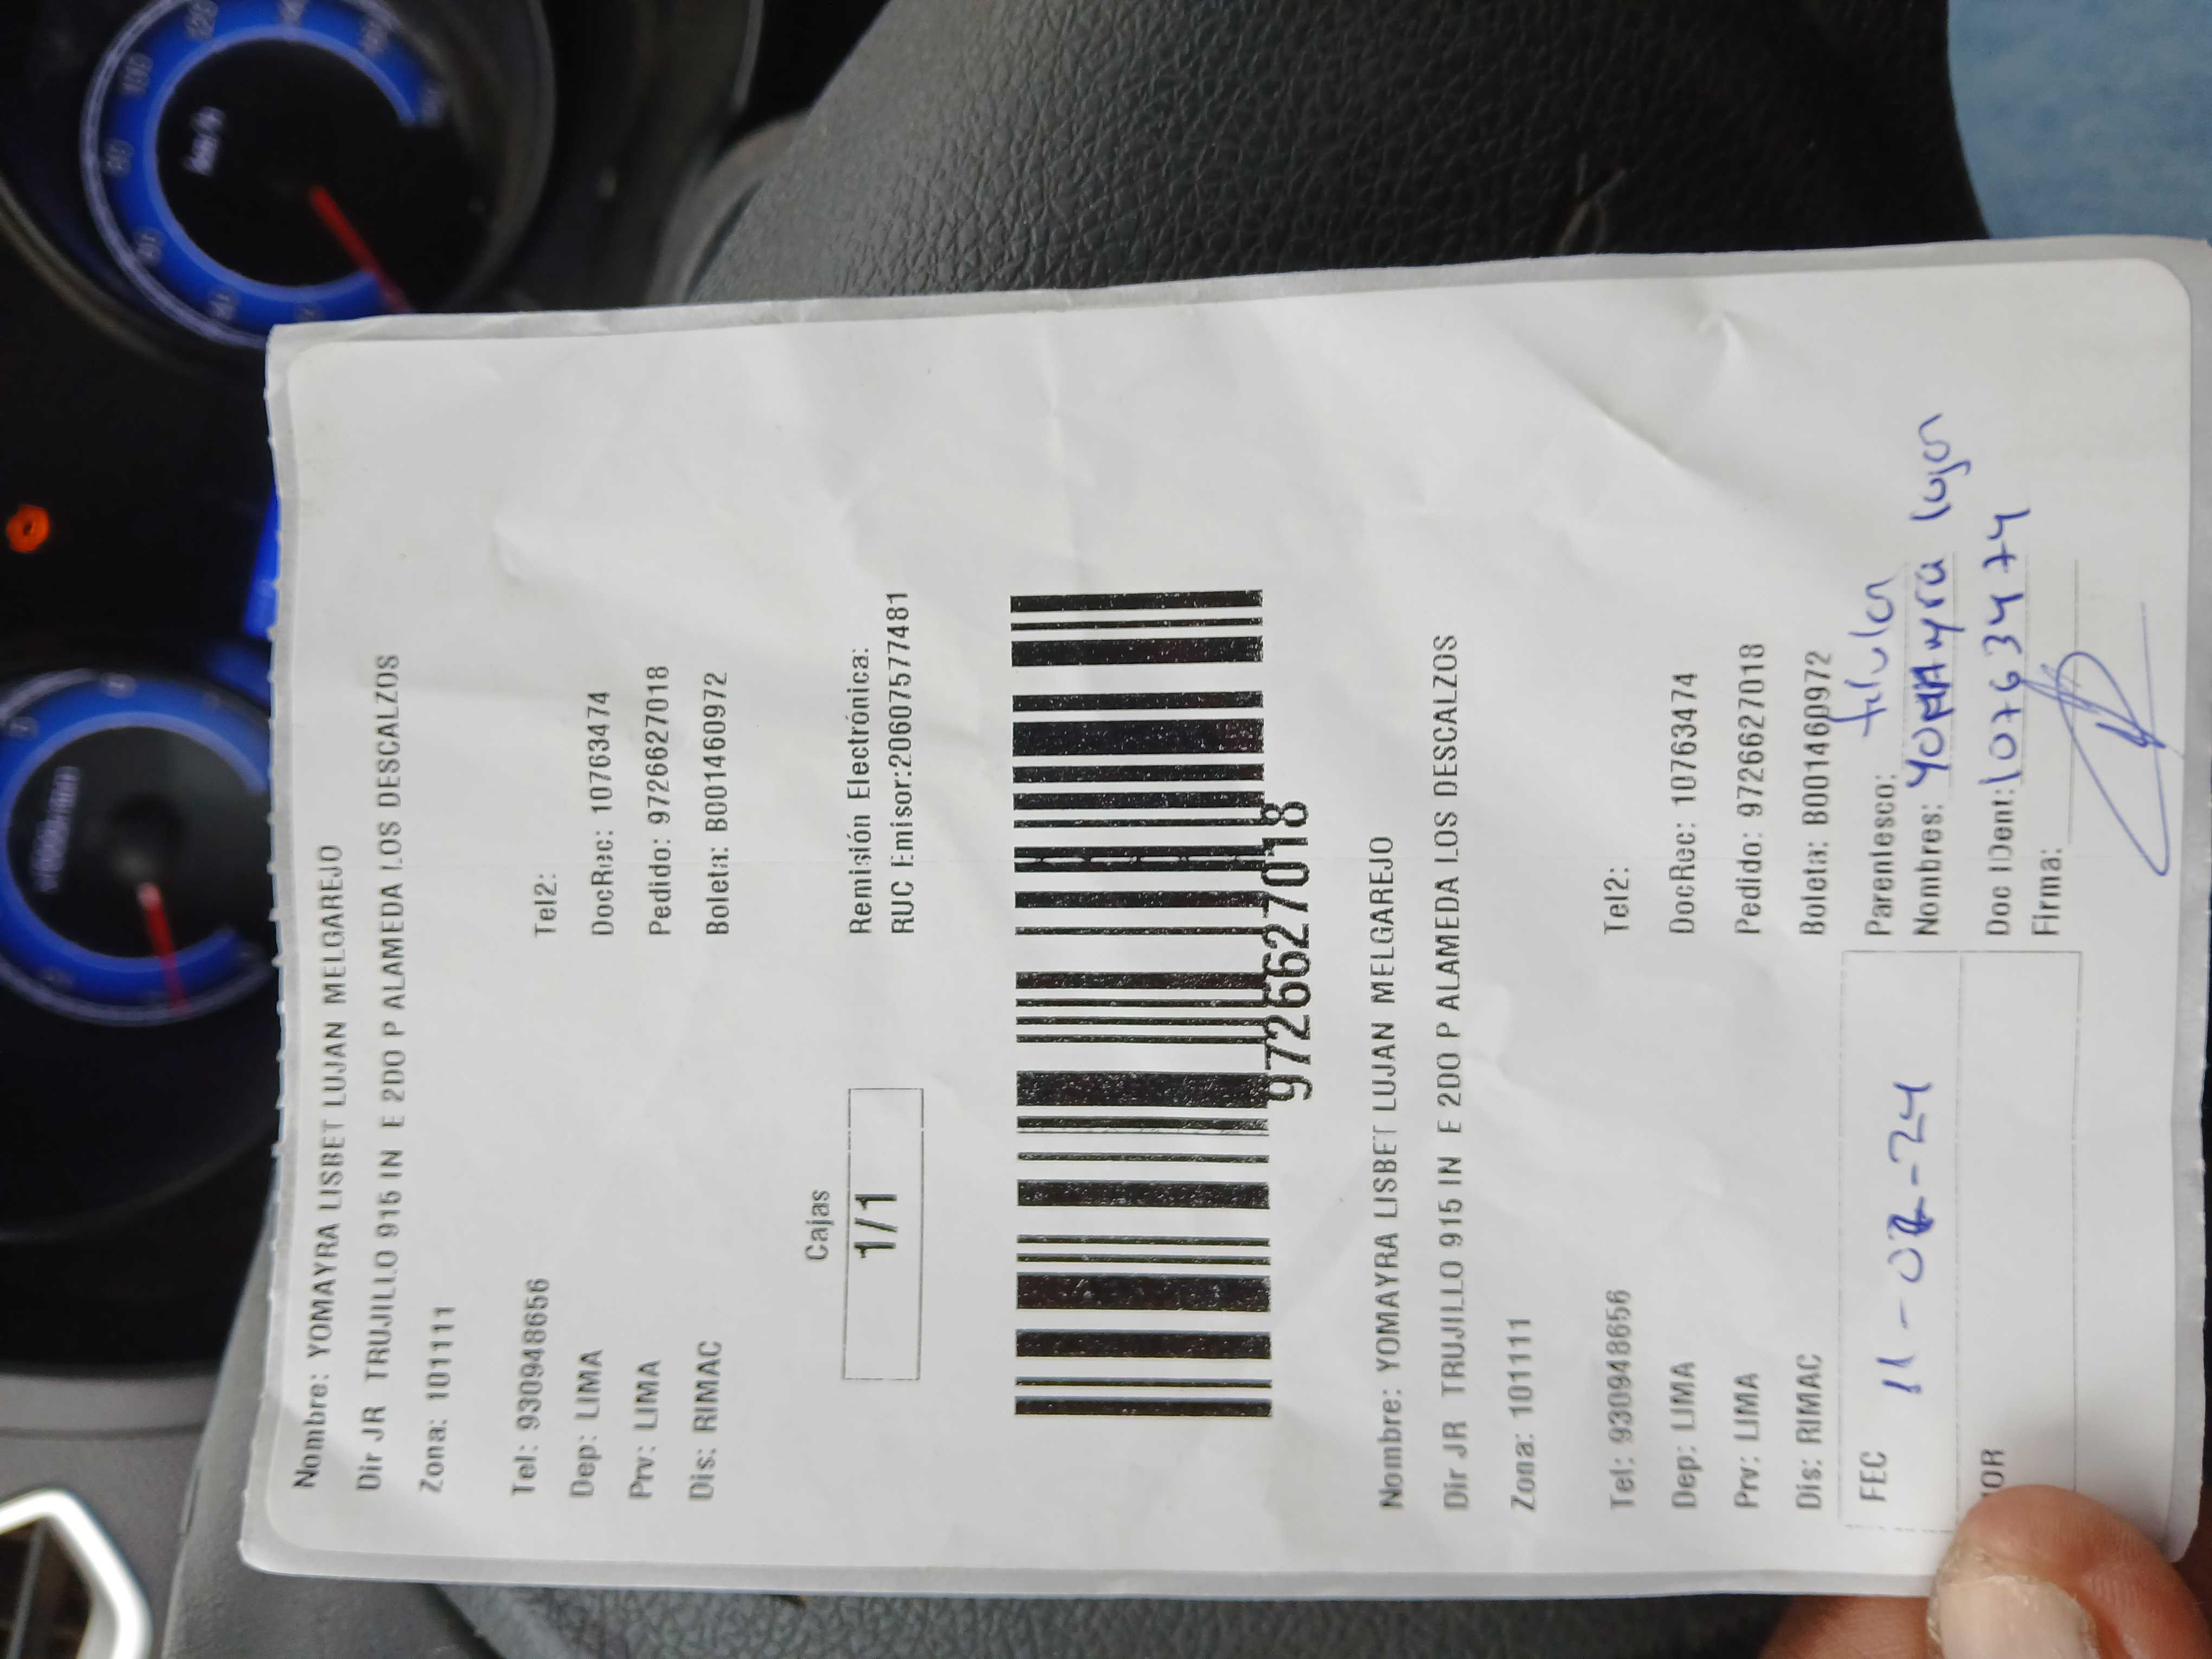 Nombre: YOMAYRA LISBET LUJAN MELGAREJO
Dir JR TRUJILLO 915 IN E 2DO P ALAMEDA LOS DESCALZOS
Zona: 101111
Tel: 930948656 Tel2:
Dep: LIMA DocRec: 10763474
Prv: LIMA Pedido: 9726627018
Dis: RIMAC Boleta: B001460972
Cajas
1/1
Remisión Electrónica:
RUC Emisor:20607577481
9726627018
Nombre: YOMAYRA LISBET LUJAN MELGAREJO
Dir JR TRUJILLO 915 IN E 2DO P ALAMEDA LOS DESCALZOS
Zona: 101111
Tel: 930948656 Tel2:
Dep: LIMA DocRec: 10763474
Prv: LIMA Pedido: 9726627018
Dis: RIMAC Boleta: B001460972
FEC 11-07-24
Parentesco:
Nombres: YOMAyra lujan
Doc IDent: 10763474
Firma:
km/h